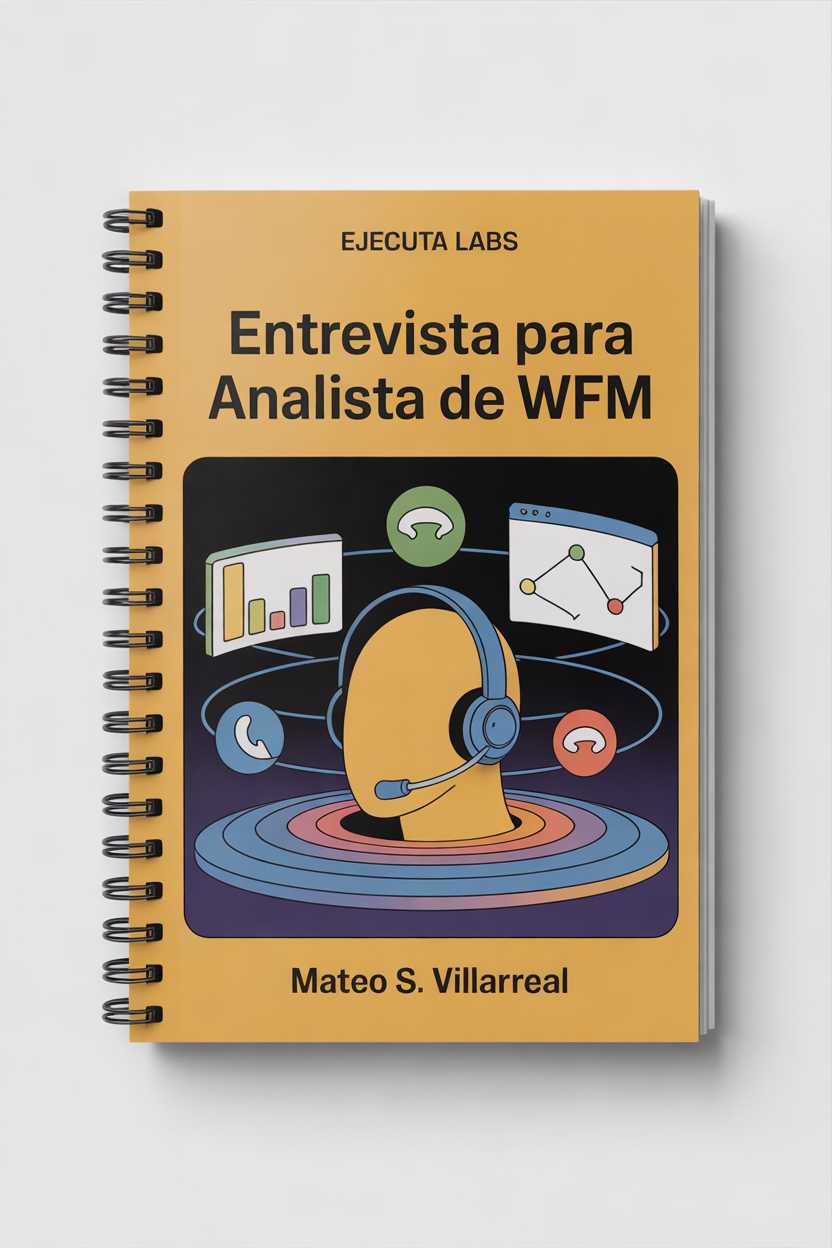 EJECUTA LABS
Entrevista para
Analista de WFM
Mateo S. Villarreal